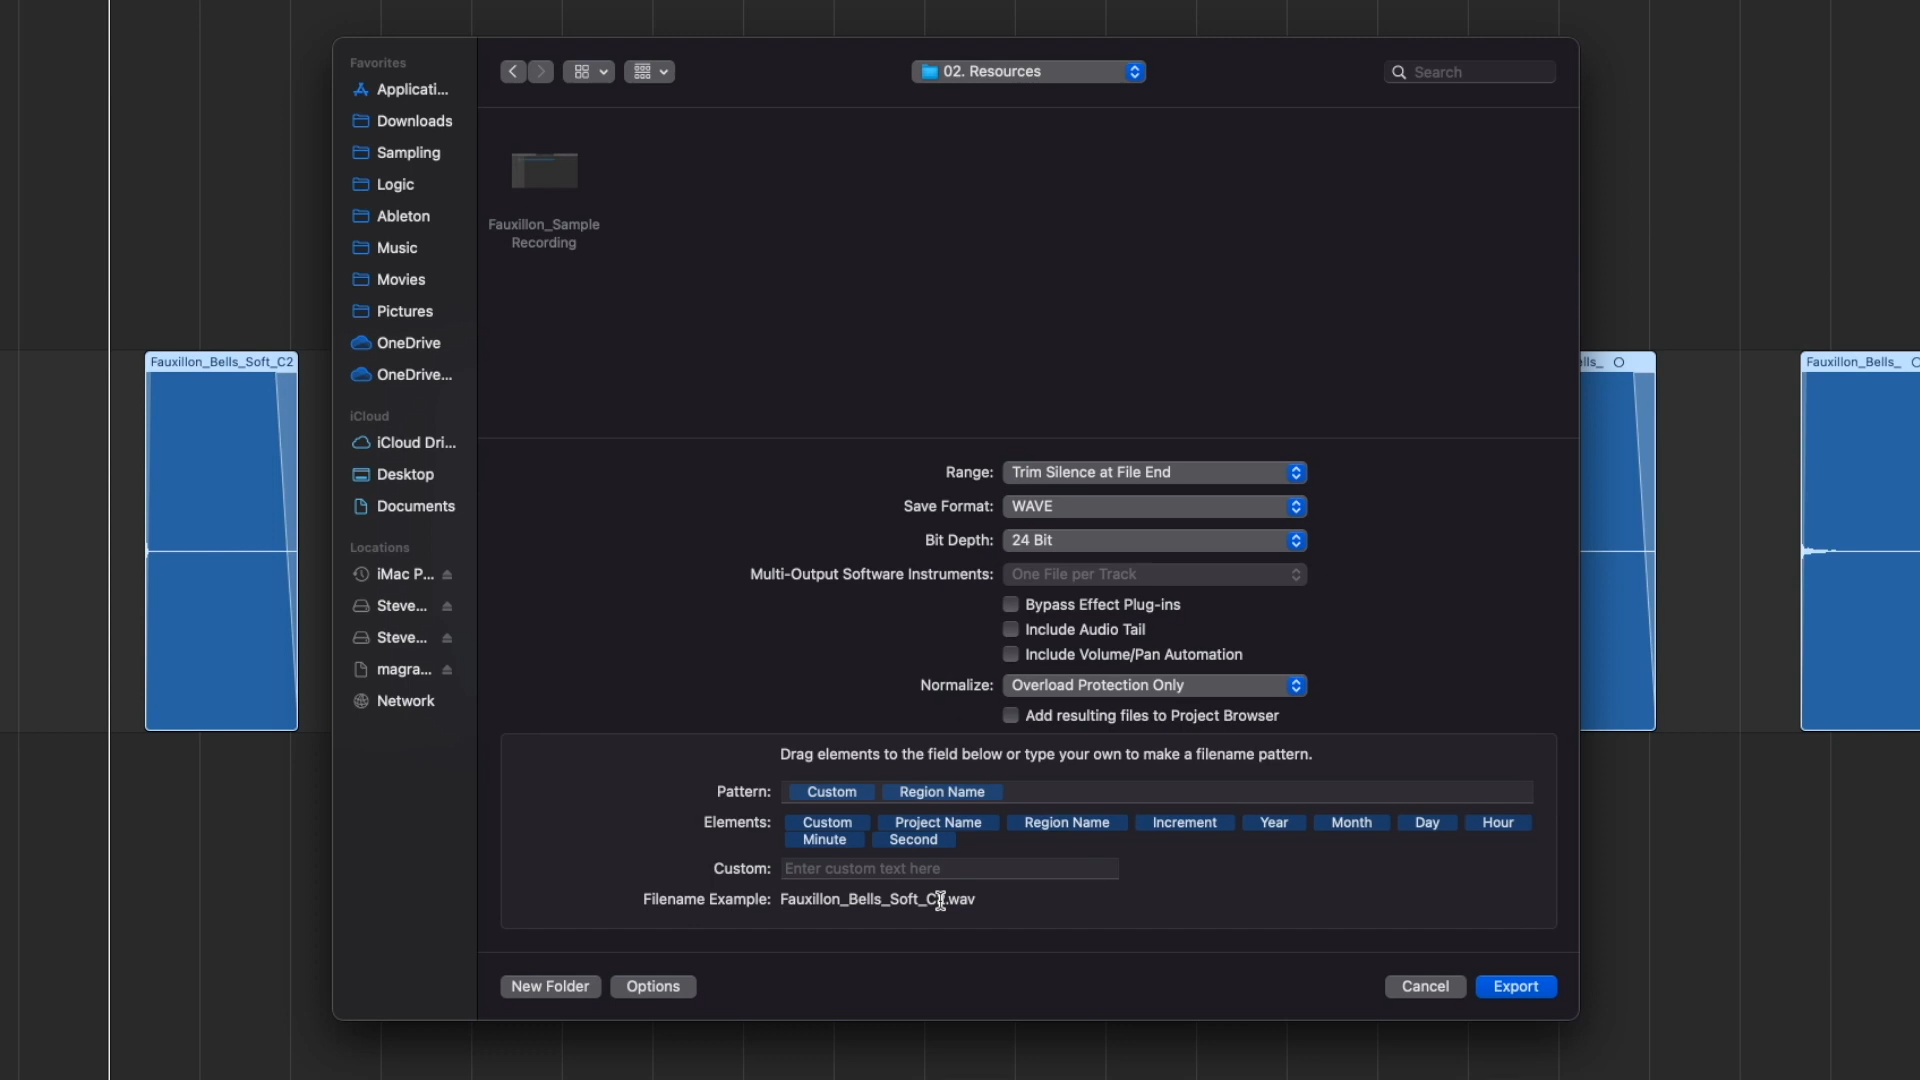 Favorites
Applicati...
Downloads
Sampling
Logic
Ableton
Music
Movies
Pictures
OneDrive
OneDrive...
iCloud
iCloud Dri...
Desktop
Documents
Locations
iMac P...
Steve...
Steve...
magra...
Network
02. Resources
Search
Fauxillon_Sample
Recording
Range: Trim Silence at File End
Save Format: WAVE
Bit Depth: 24 Bit
Multi-Output Software Instruments: One File per Track
Bypass Effect Plug-ins
Include Audio Tail
Include Volume/Pan Automation
Normalize: Overload Protection Only
Add resulting files to Project Browser
Drag elements to the field below or type your own to make a filename pattern.
Pattern: Custom Region Name
Elements: Custom Project Name Region Name Increment Year Month Day Hour
Minute Second
Custom: Enter custom text here
Filename Example: Fauxillon_Bells_Soft_C2.wav
New Folder Options Cancel Export
Fauxillon_Bells_Soft_C2
lls_
Fauxillon_Bells_